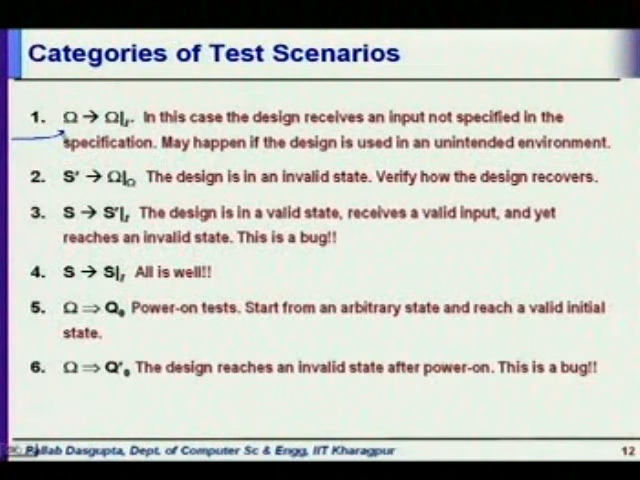 Categories of Test Scenarios
1. Ω → Ω|I'. In this case the design receives an input not specified in the
specification. May happen if the design is used in an unintended environment.
2. S' → Ω|Ω The design is in an invalid state. Verify how the design recovers.
3. S → S'|I The design is in a valid state, receives a valid input, and yet
reaches an invalid state. This is a bug!!
4. S → S|I All is well!!
5. Ω ⇒ Q0 Power-on tests. Start from an arbitrary state and reach a valid initial
state.
6. Ω ⇒ Q'0 The design reaches an invalid state after power-on. This is a bug!!
Pallab Dasgupta, Dept. of Computer Sc & Engg, IIT Kharagpur
12